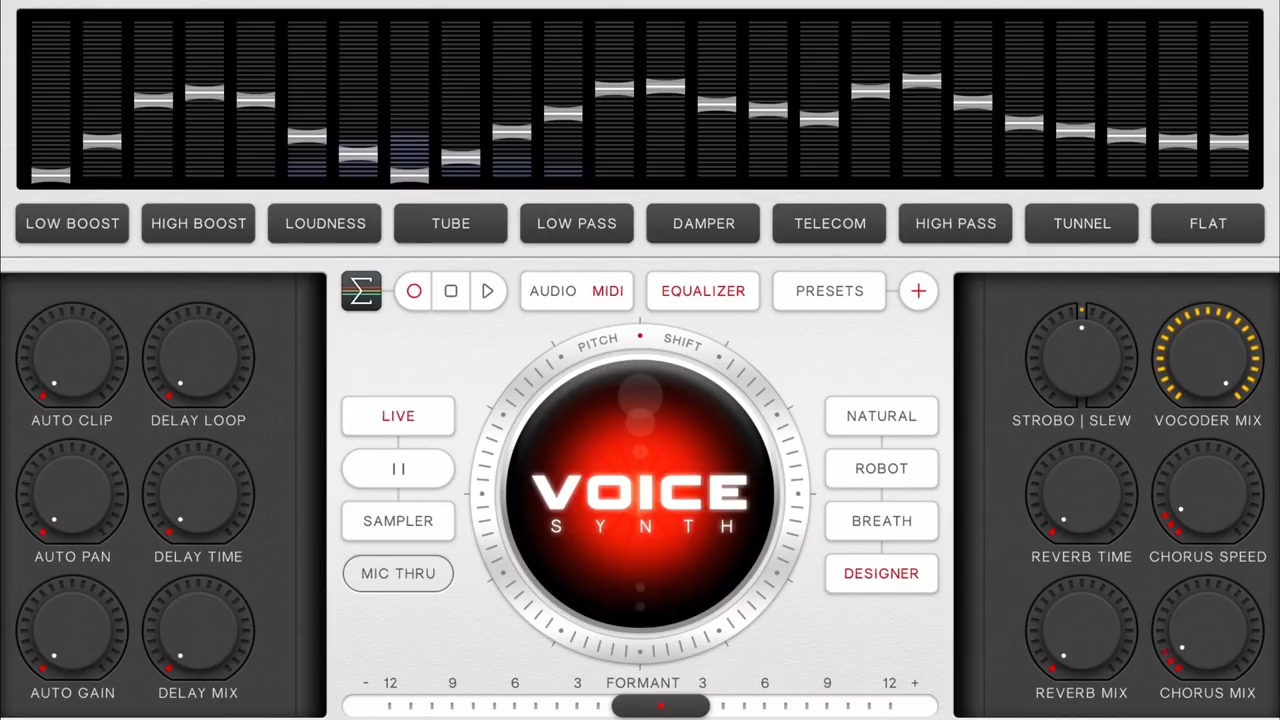 LOW BOOST HIGH BOOST LOUDNESS TUBE LOW PASS DAMPER TELECOM HIGH PASS TUNNEL FLAT
Σ AUDIO MIDI EQUALIZER PRESETS +
PITCH SHIFT
AUTO CLIP DELAY LOOP LIVE NATURAL STROBO | SLEW VOCODER MIX
ROBOT
VOICE
SYNTH
SAMPLER BREATH
AUTO PAN DELAY TIME MIC THRU DESIGNER REVERB TIME CHORUS SPEED
- 12 9 6 3 FORMANT 3 6 9 12 +
AUTO GAIN DELAY MIX REVERB MIX CHORUS MIX